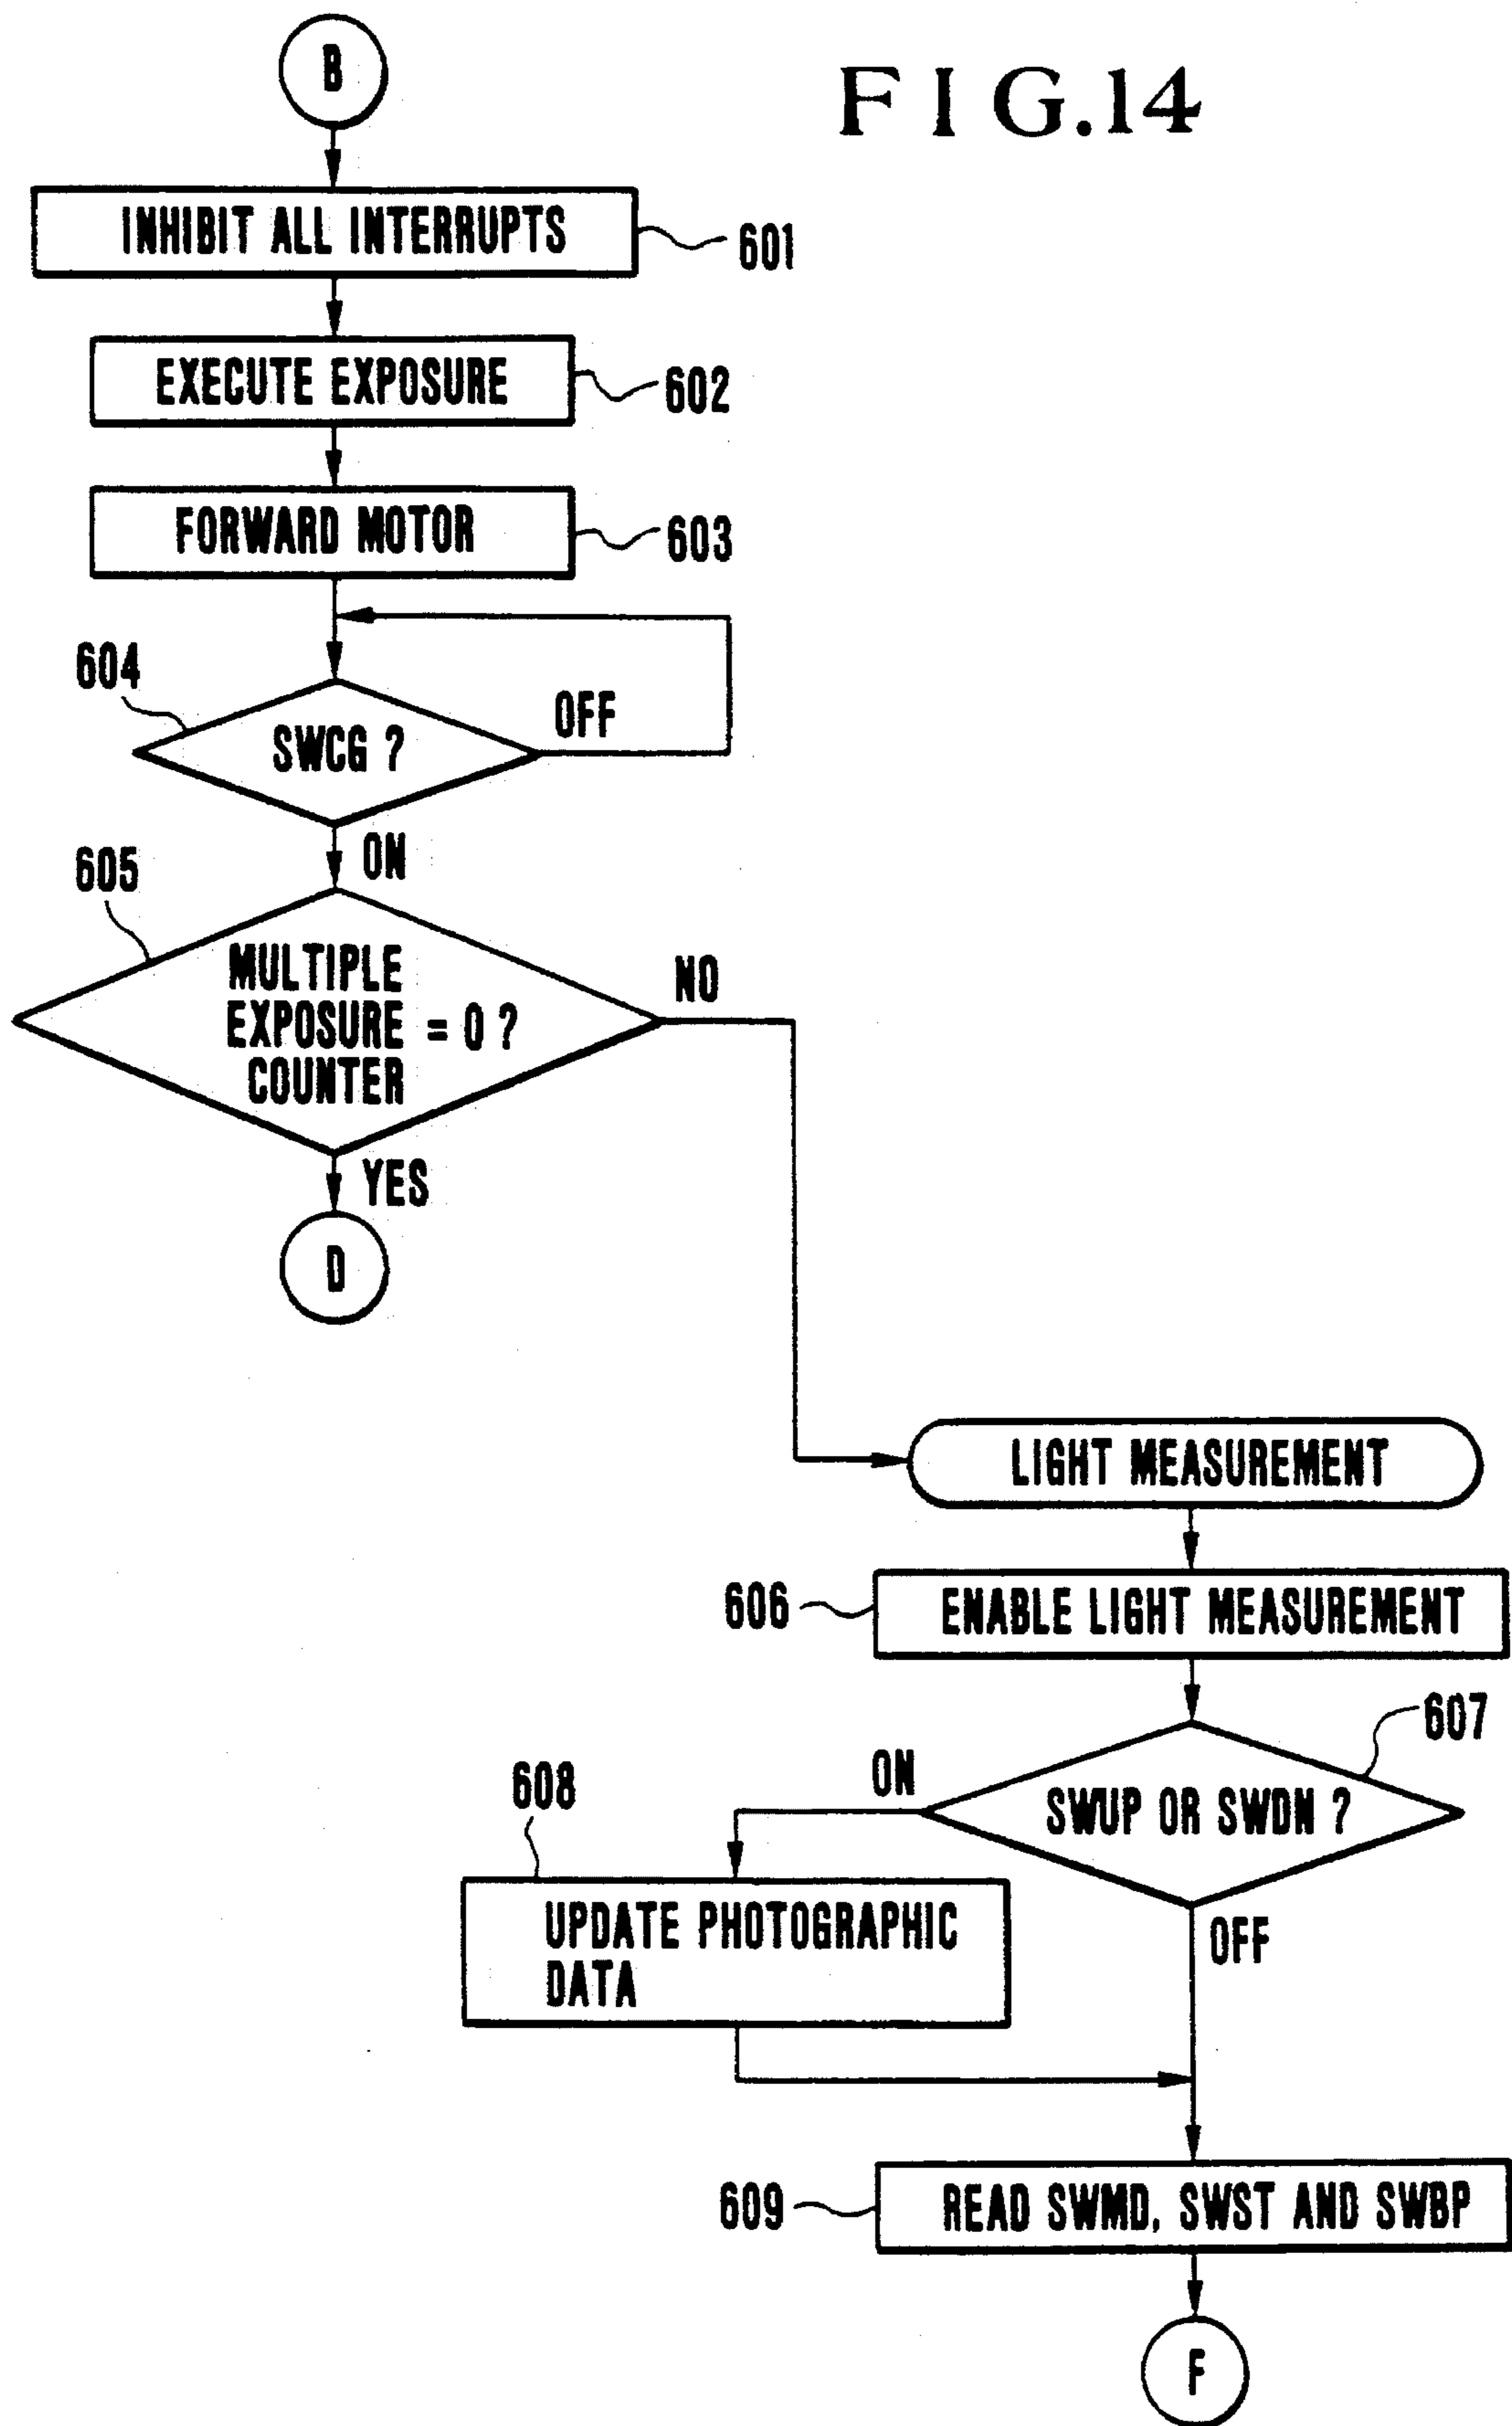 B
F I G.14
INHIBIT ALL INTERRUPTS
601
EXECUTE EXPOSURE
602
FORWARD MOTOR
603
604
SWCG ?
OFF
ON
605
MULTIPLE
EXPOSURE = 0 ?
COUNTER
NO
YES
D
LIGHT MEASUREMENT
606
ENABLE LIGHT MEASUREMENT
607
SWUP OR SWDN ?
ON
608
OFF
UPDATE PHOTOGRAPHIC
DATA
609
READ SWMD, SWST AND SWBP
F